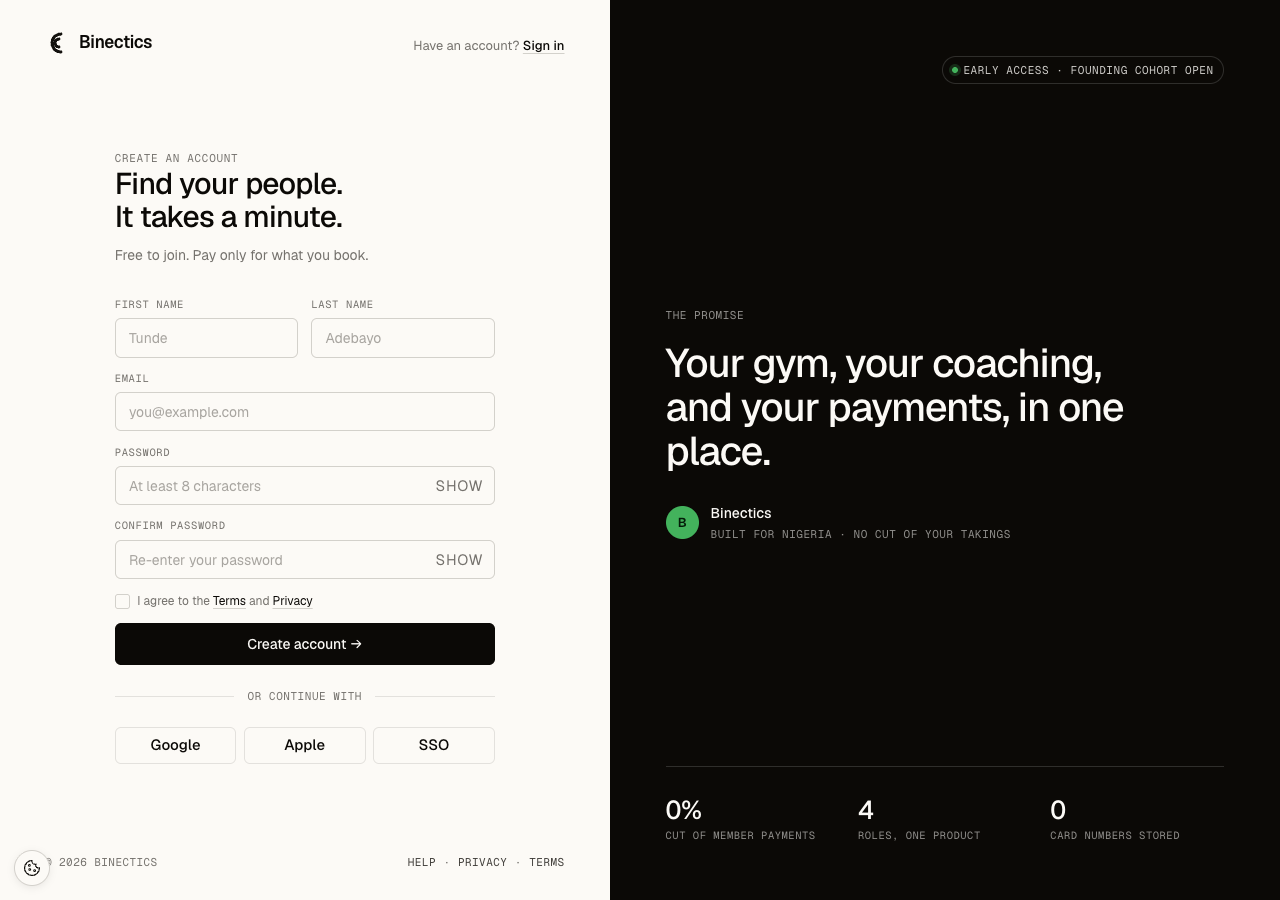 Binectics
Have an account? Sign in
CREATE AN ACCOUNT
Find your people.
It takes a minute.
Free to join. Pay only for what you book.
FIRST NAME
LAST NAME
Tunde
Adebayo
EMAIL
you@example.com
PASSWORD
At least 8 characters
SHOW
CONFIRM PASSWORD
Re-enter your password
SHOW
I agree to the Terms and Privacy
Create account →
OR CONTINUE WITH
Google
Apple
SSO
2026 BINECTICS
HELP · PRIVACY · TERMS
EARLY ACCESS · FOUNDING COHORT OPEN
THE PROMISE
Your gym, your coaching,
and your payments, in one
place.
B
Binectics
BUILT FOR NIGERIA · NO CUT OF YOUR TAKINGS
0%
CUT OF MEMBER PAYMENTS
4
ROLES, ONE PRODUCT
0
CARD NUMBERS STORED